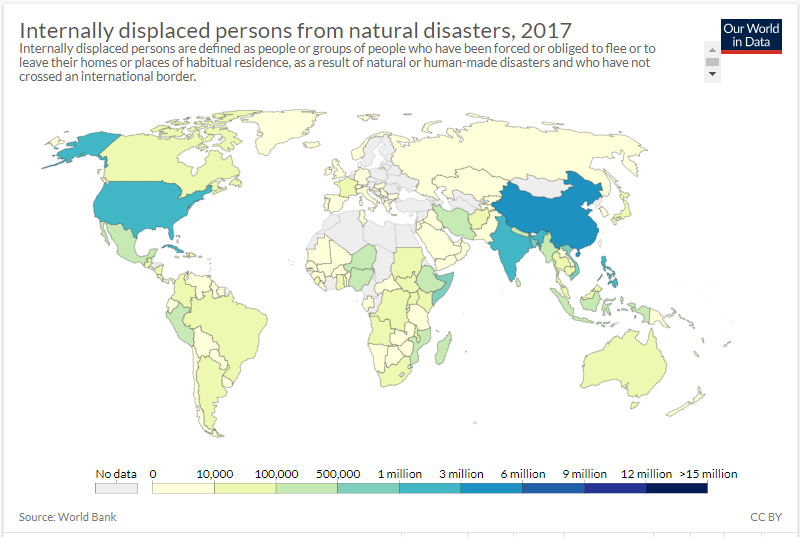 Internally displaced persons from natural disasters, 2017
Internally displaced persons are defined as people or groups of people who have been forced or obliged to flee or to
leave their homes or places of habitual residence, as a result of natural or human-made disasters and who have not
crossed an international border.
Our World
in Data
No data 0 10,000 100,000 500,000 1 million 3 million 6 million 9 million 12 million >15 million
Source: World Bank
CC BY